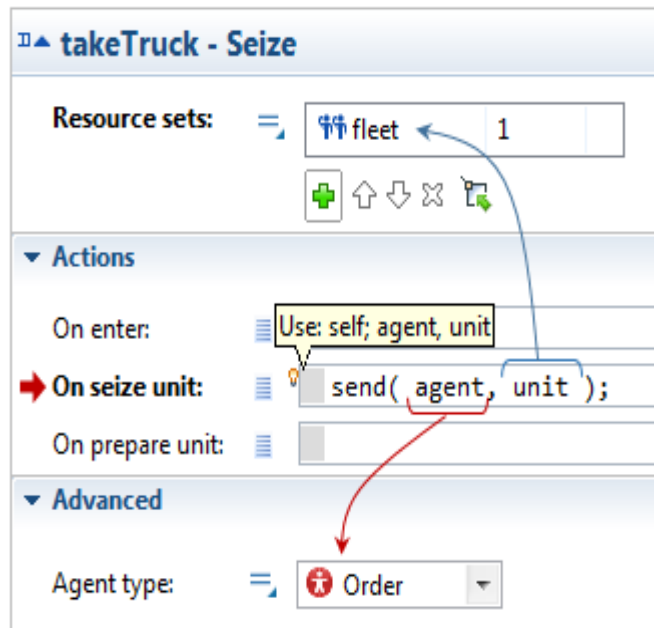 takeTruck - Seize
Resource sets: fleet 1
Actions
On enter:
Use: self; agent, unit
On seize unit: send( agent, unit );
On prepare unit:
Advanced
Agent type: Order